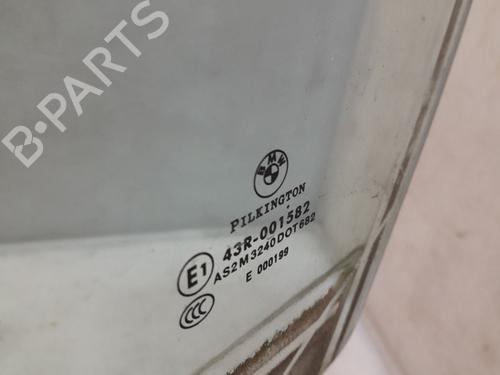 B-PARTS
BMW
PILKINGTON
43R-001582
E1
AS2M3240DOT682
E 000199
CCC